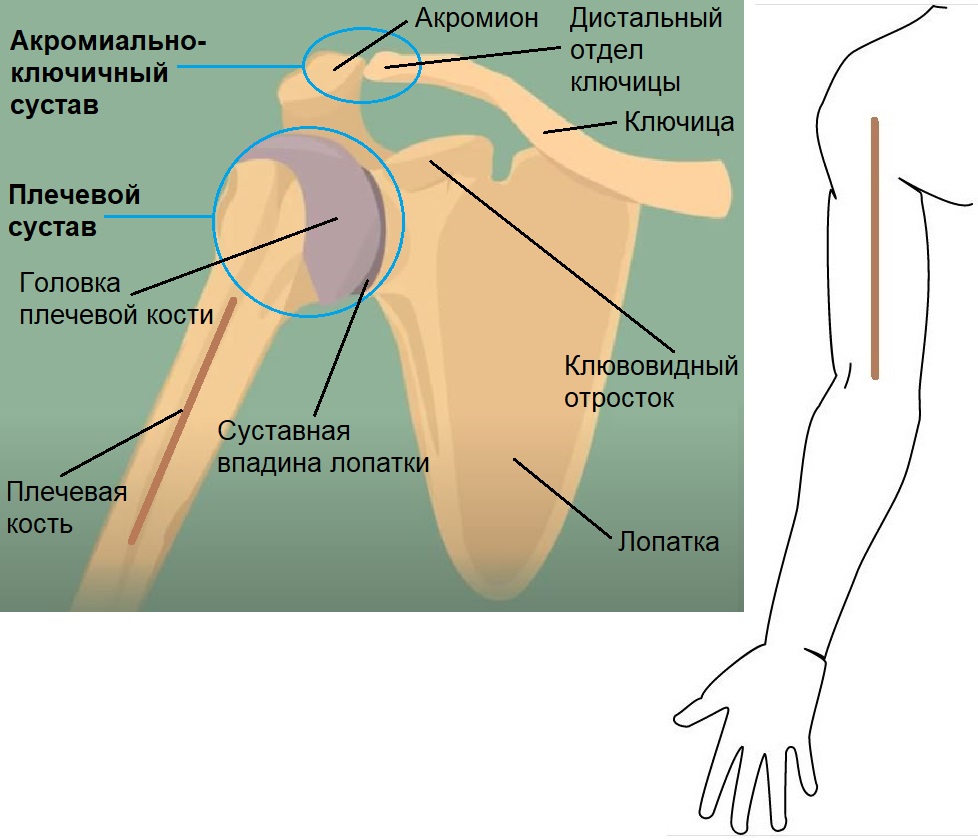 Акромиально-
ключичный
сустав
Акромион
Дистальный
отдел
ключицы
Ключица
Плечевой
сустав
Головка
плечевой кости
Клювовидный
отросток
Суставная
впадина лопатки
Плечевая
кость
Лопатка